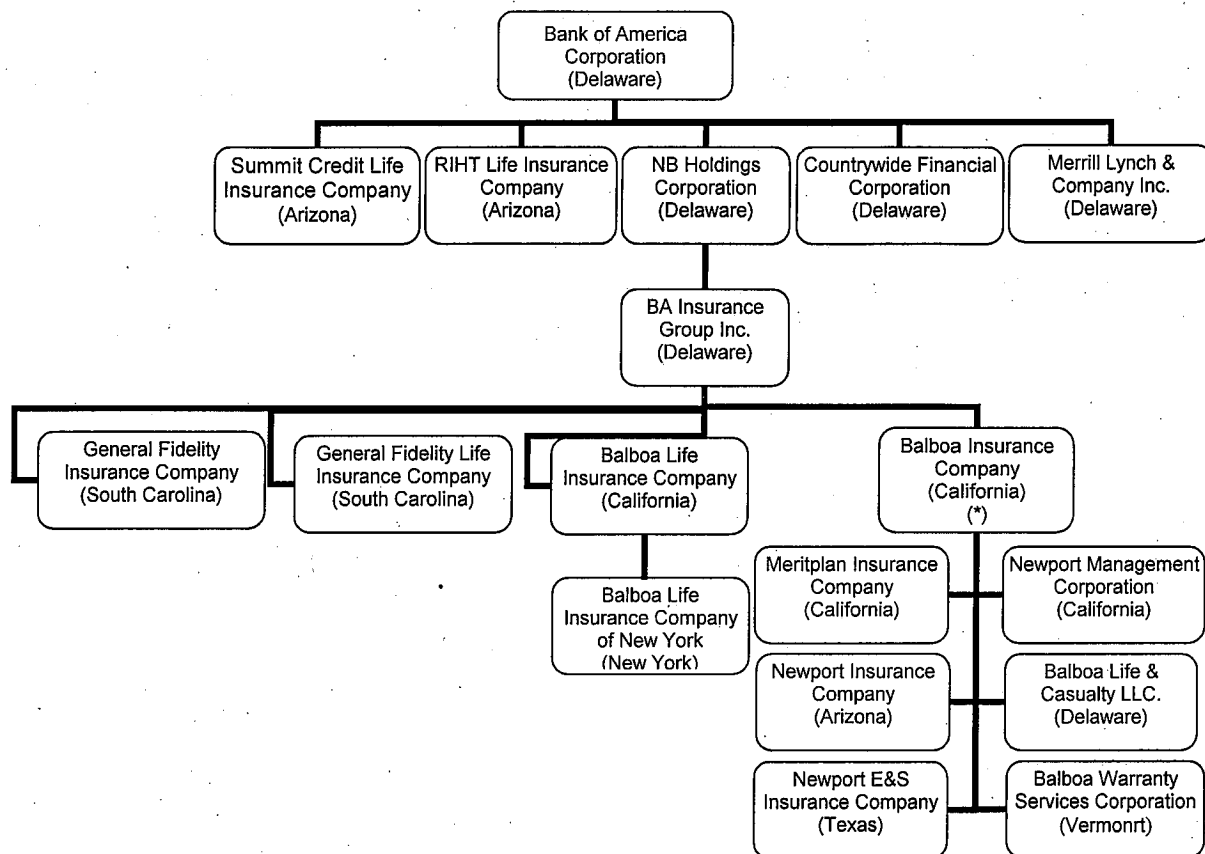 Bank of America
Corporation
(Delaware)
Summit Credit Life
Insurance Company
(Arizona)
RIHT Life Insurance
Company
(Arizona)
NB Holdings
Corporation
(Delaware)
Countrywide Financial
Corporation
(Delaware)
Merrill Lynch &
Company Inc.
(Delaware)
BA Insurance
Group Inc.
(Delaware)
General Fidelity
Insurance Company
(South Carolina)
General Fidelity Life
Insurance Company
(South Carolina)
Balboa Life
Insurance Company
(California)
Balboa Insurance
Company
(California)
(*)
Balboa Life
Insurance Company
of New York
(New York)
Meritplan Insurance
Company
(California)
Newport Management
Corporation
(California)
Newport Insurance
Company
(Arizona)
Balboa Life &
Casualty LLC.
(Delaware)
Newport E&S
Insurance Company
(Texas)
Balboa Warranty
Services Corporation
(Vermonrt)